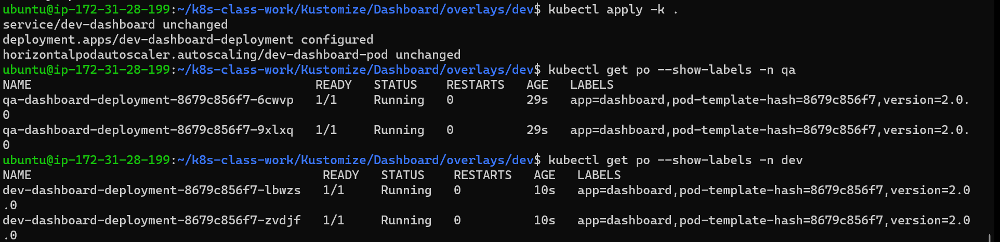 ubuntu@ip-172-31-28-199:~/k8s-class-work/Kustomize/Dashboard/overlays/dev$ kubectl apply -k .
service/dev-dashboard unchanged
deployment.apps/dev-dashboard-deployment configured
horizontalpodautoscaler.autoscaling/dev-dashboard-pod unchanged
ubuntu@ip-172-31-28-199:~/k8s-class-work/Kustomize/Dashboard/overlays/dev$ kubectl get po --show-labels -n qa
NAME                                       READY   STATUS    RESTARTS   AGE   LABELS
qa-dashboard-deployment-8679c856f7-6cwvp   1/1     Running   0          29s   app=dashboard,pod-template-hash=8679c856f7,version=2.0.
0
qa-dashboard-deployment-8679c856f7-9xlxq   1/1     Running   0          29s   app=dashboard,pod-template-hash=8679c856f7,version=2.0.
0
ubuntu@ip-172-31-28-199:~/k8s-class-work/Kustomize/Dashboard/overlays/dev$ kubectl get po --show-labels -n dev
NAME                                        READY   STATUS    RESTARTS   AGE   LABELS
dev-dashboard-deployment-8679c856f7-lbwzs   1/1     Running   0          10s   app=dashboard,pod-template-hash=8679c856f7,version=2.0
.0
dev-dashboard-deployment-8679c856f7-zvdjf   1/1     Running   0          10s   app=dashboard,pod-template-hash=8679c856f7,version=2.0
.0